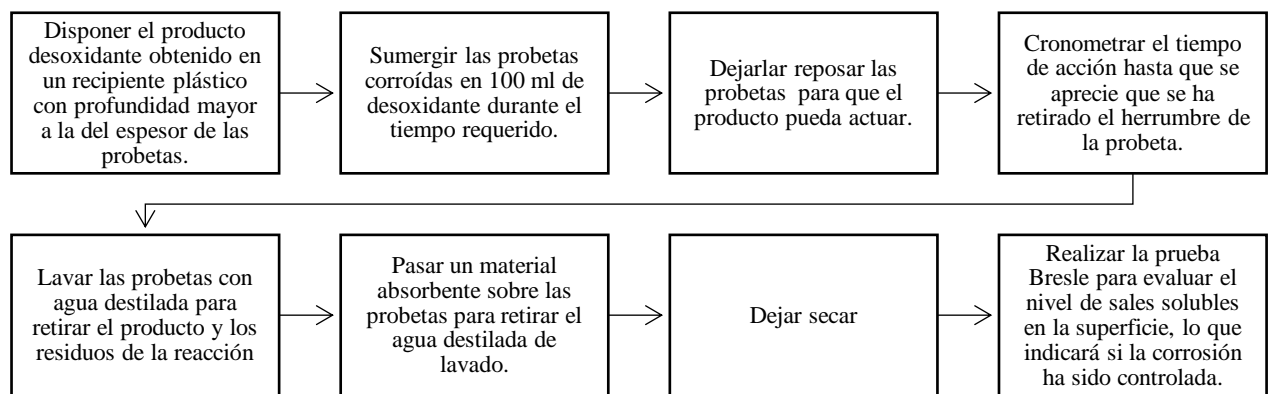 Disponer el producto
desoxidante obtenido en
un recipiente plástico
con profundidad mayor
a la del espesor de las
probetas.
Sumergir las probetas
corroídas en 100 ml de
desoxidante durante el
tiempo requerido.
Dejarlar reposar las
probetas para que el
producto pueda actuar.
Cronometrar el tiempo
de acción hasta que se
aprecie que se ha
retirado el herrumbre de
la probeta.
Lavar las probetas con
agua destilada para
retirar el producto y los
residuos de la reacción
Pasar un material
absorbente sobre las
probetas para retirar el
agua destilada de
lavado.
Dejar secar
Realizar la prueba
Bresle para evaluar el
nivel de sales solubles
en la superficie, lo que
indicará si la corrosión
ha sido controlada.